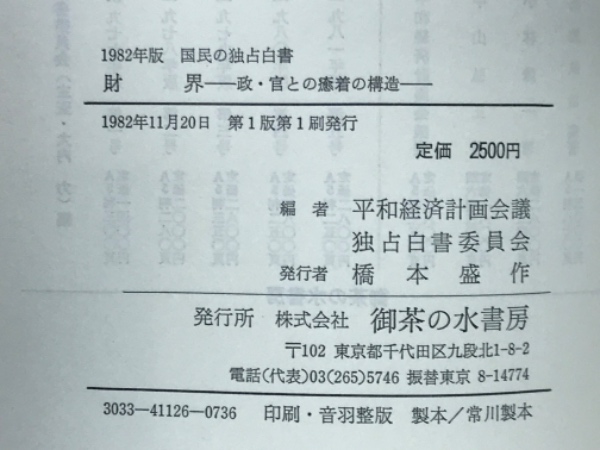 1982年版 国民の独占白書
財 界——政・官との癒着の構造——
1982年11月20日 第1版第1刷発行
定価 2500円
編者 平和経済計画会議
独占白書委員会
発行者 橋本盛作
発行所 株式会社 御茶の水書房
〒102 東京都千代田区九段北1-8-2
電話(代表)03(265)5746 振替東京 8-14774
3033-41126-0736 印刷・音羽整版 製本/常川製本